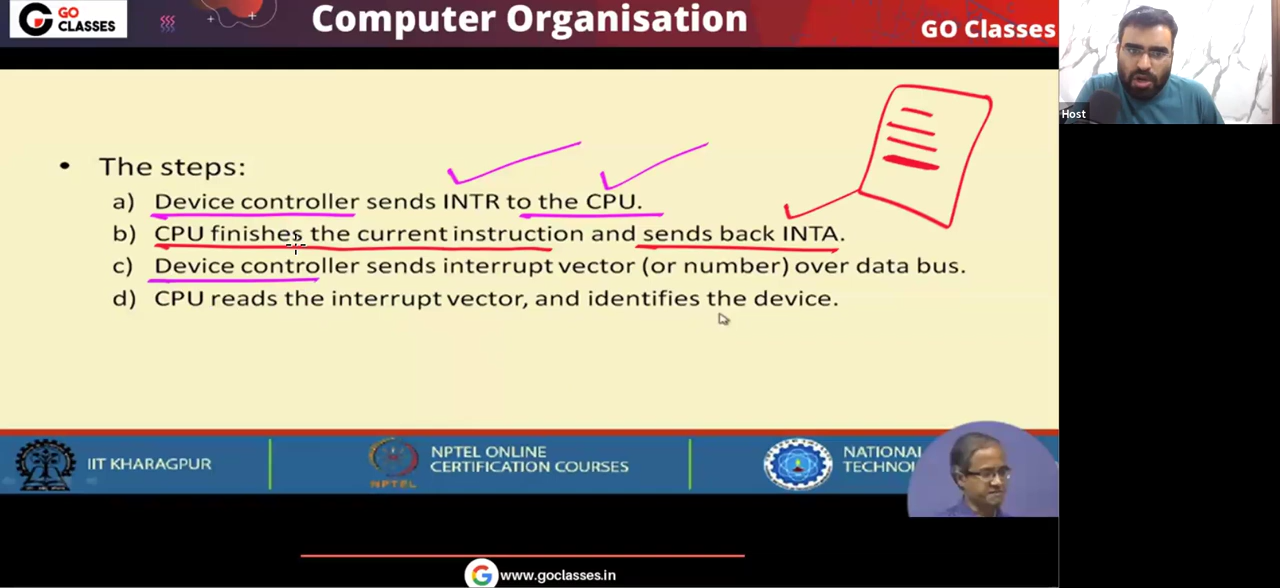 GO
CLASSES
Computer Organisation
GO Classes
Host
• The steps:
a) Device controller sends INTR to the CPU.
b) CPU finishes the current instruction and sends back INTA.
c) Device controller sends interrupt vector (or number) over data bus.
d) CPU reads the interrupt vector, and identifies the device.
IIT KHARAGPUR
NPTEL
NPTEL ONLINE
CERTIFICATION COURSES
NATIONAL
www.goclasses.in